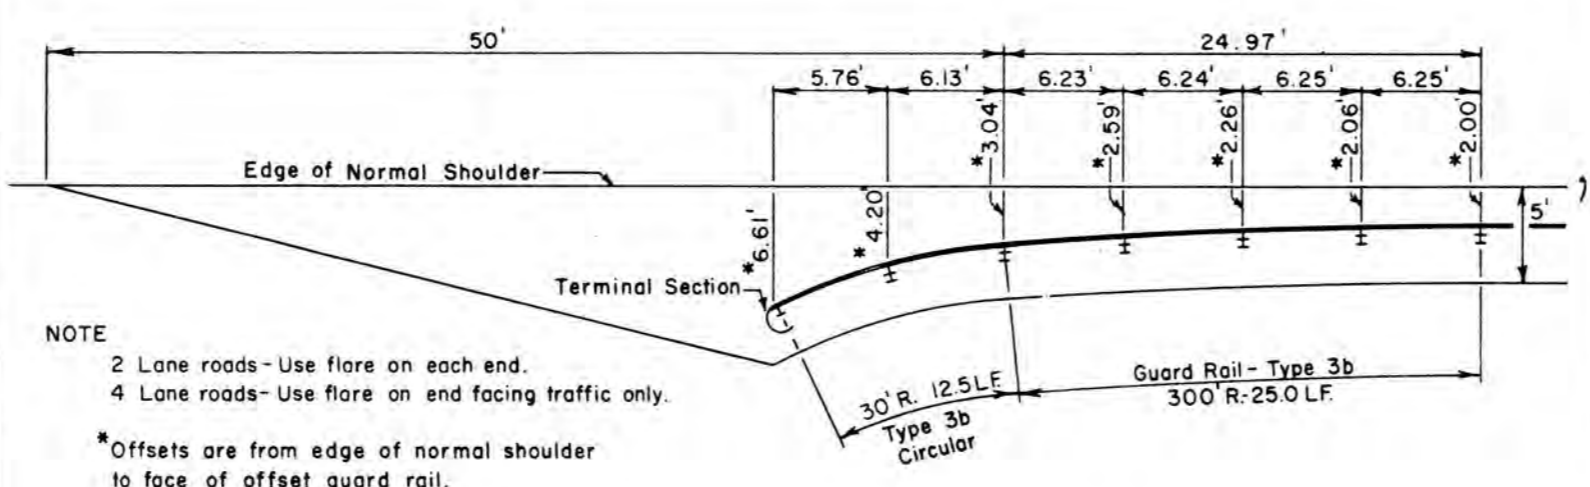 50'
24.97'
5.76'
6.13'
6.23'
6.24'
6.25'
6.25'
*3.04'
*2.59'
*2.26'
*2.06'
*2.00'
Edge of Normal Shoulder
*6.61'
*4.20'
5'
Terminal Section
NOTE
2 Lane roads-Use flare on each end.
4 Lane roads-Use flare on end facing traffic only.
30'R. 12.5 L.F.
Type 3b
Circular
Guard Rail-Type 3b
300'R.-25.0 L.F.
*Offsets are from edge of normal shoulder
to face of offset guard rail.